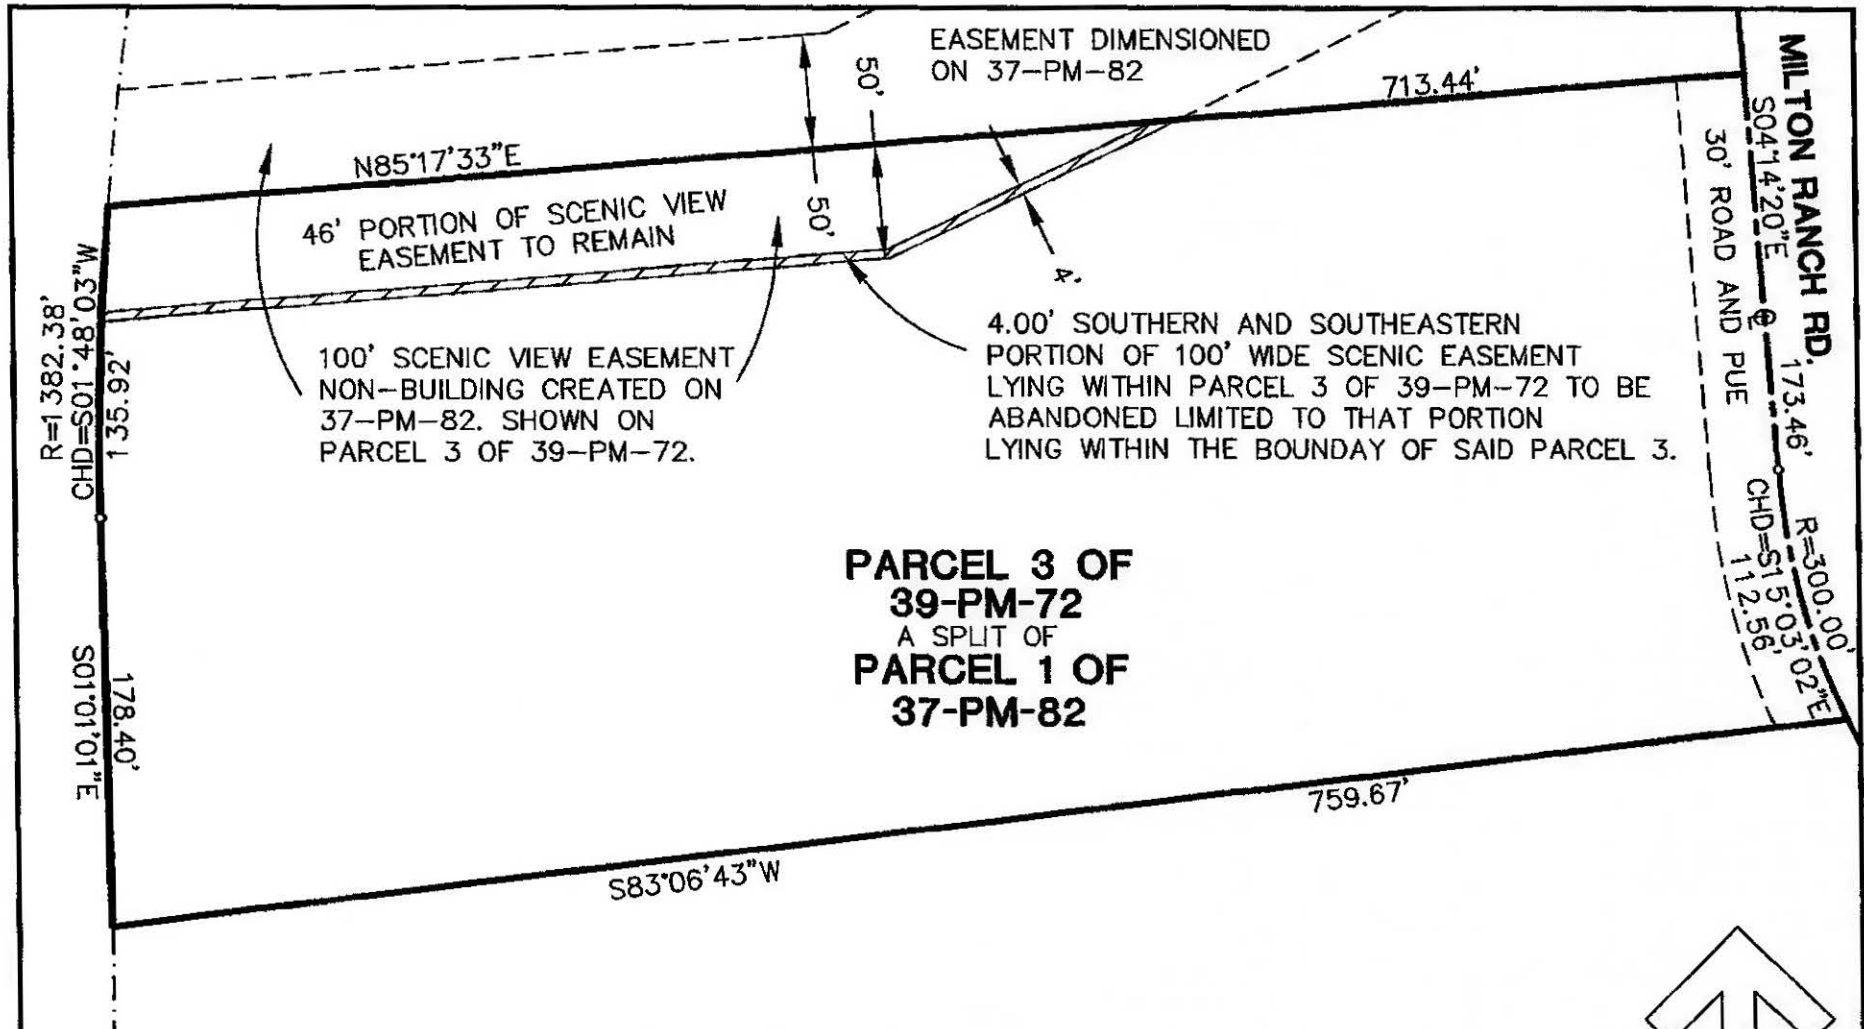 EASEMENT DIMENSIONED
ON 37-PM-82
50'
50'
713.44'
N85°17'33"E
46' PORTION OF SCENIC VIEW
EASEMENT TO REMAIN
4'
MILTON RANCH RD.
S04°14'20"E
173.46'
30' ROAD AND PUE
R=300.00'
CHD=S15°03'02"E
112.56'
R=1382.38'
CHD=S01°48'03"W
135.92'
100' SCENIC VIEW EASEMENT
NON-BUILDING CREATED ON
37-PM-82. SHOWN ON
PARCEL 3 OF 39-PM-72.
4.00' SOUTHERN AND SOUTHEASTERN
PORTION OF 100' WIDE SCENIC EASEMENT
LYING WITHIN PARCEL 3 OF 39-PM-72 TO BE
ABANDONED LIMITED TO THAT PORTION
LYING WITHIN THE BOUNDAY OF SAID PARCEL 3.
PARCEL 3 OF
39-PM-72
A SPLIT OF
PARCEL 1 OF
37-PM-82
S01°01'01"E
178.40'
759.67'
S83°06'43"W